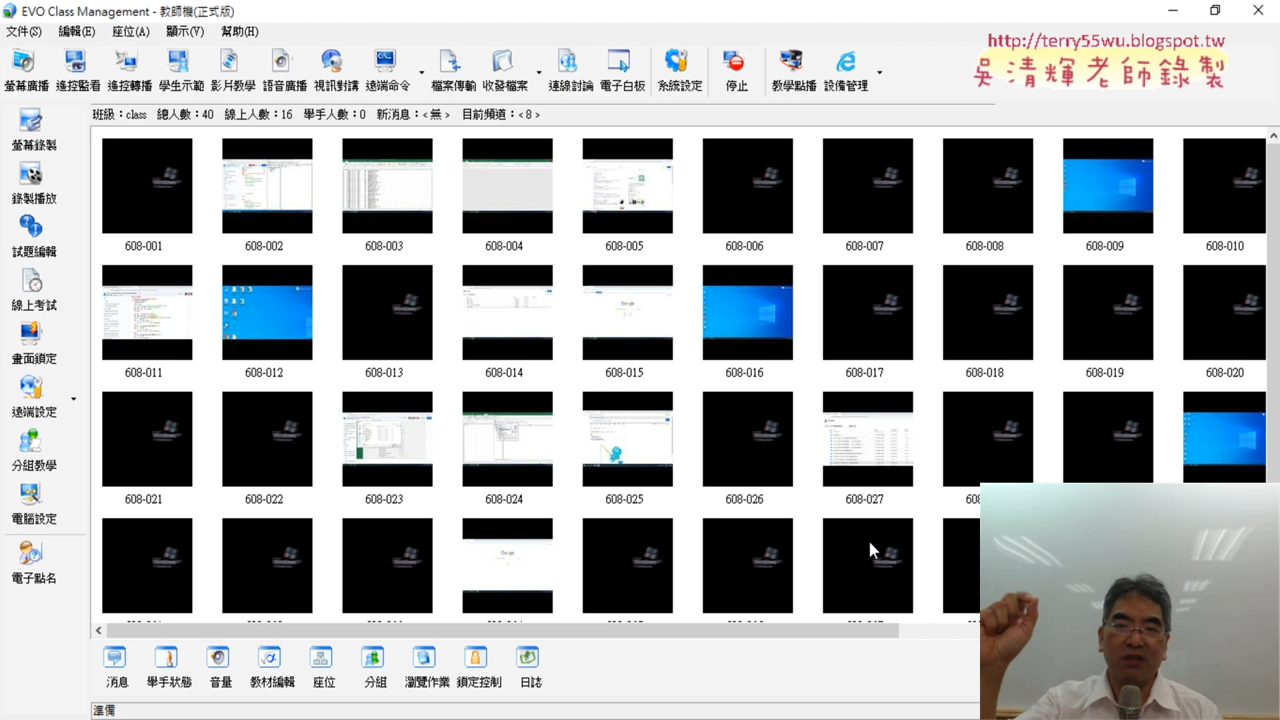 EVO Class Management - 教師機(正式版)
文件(S) 編輯(E) 座位(A) 顯示(V) 幫助(H)
http://terry55wu.blogspot.tw
吳清輝老師錄製
螢幕廣播 遙控監看 遙控轉播 學生示範 影片教學 語音廣播 視訊對講 遠端命令 檔案傳輸 收發檔案 連線討論 電子白板 系統設定 停止 教學點播 設備管理
班級：class 總人數：40 線上人數：16 舉手人數：0 新消息：< 無 > 目前頻道：< 8 >
螢幕錄製
錄製播放
試題編輯
線上考試
畫面鎖定
遠端設定
分組教學
電腦設定
電子點名
608-001 608-002 608-003 608-004 608-005 608-006 608-007 608-008 608-009 608-010
608-011 608-012 608-013 608-014 608-015 608-016 608-017 608-018 608-019 608-020
608-021 608-022 608-023 608-024 608-025 608-026 608-027
消息 舉手狀態 音量 教材編輯 座位 分組 瀏覽作業 鎖定控制 日誌
準備